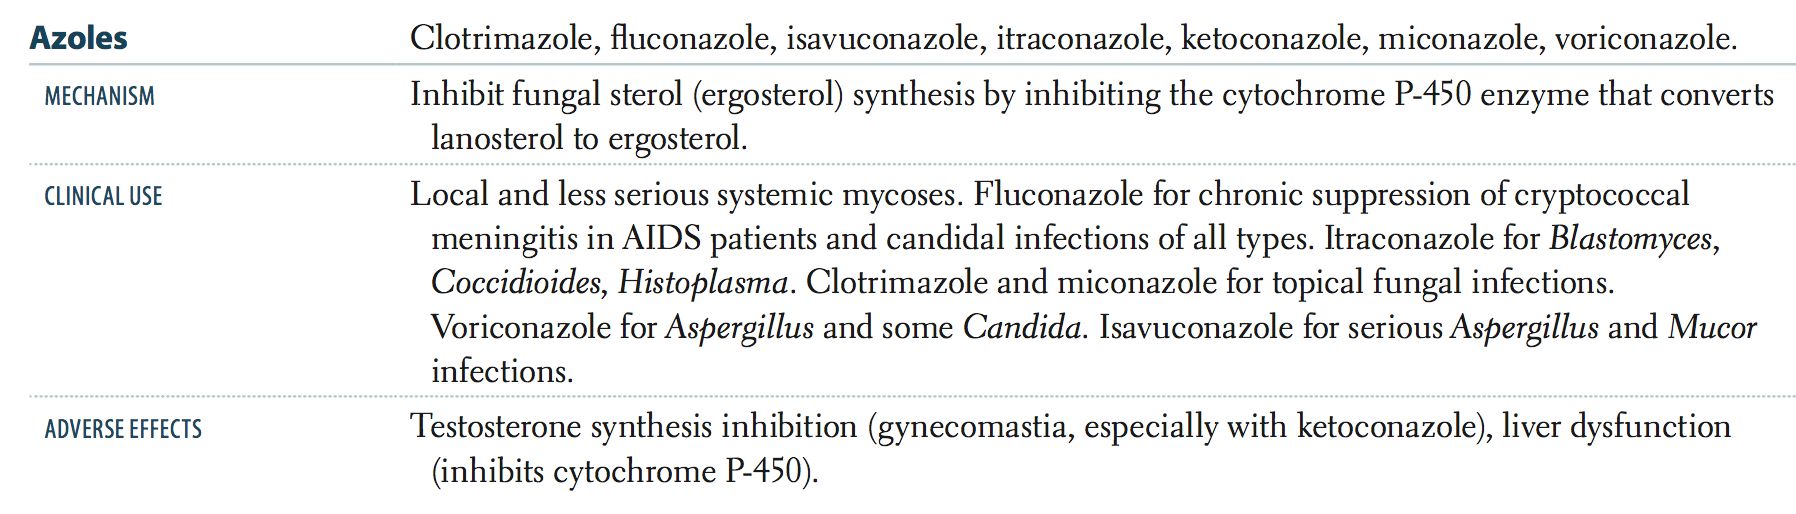 Azoles Clotrimazole, fluconazole, isavuconazole, itraconazole, ketoconazole, miconazole, voriconazole.
MECHANISM Inhibit fungal sterol (ergosterol) synthesis by inhibiting the cytochrome P-450 enzyme that converts
lanosterol to ergosterol.
CLINICAL USE Local and less serious systemic mycoses. Fluconazole for chronic suppression of cryptococcal
meningitis in AIDS patients and candidal infections of all types. Itraconazole for Blastomyces,
Coccidioides, Histoplasma. Clotrimazole and miconazole for topical fungal infections.
Voriconazole for Aspergillus and some Candida. Isavuconazole for serious Aspergillus and Mucor
infections.
ADVERSE EFFECTS Testosterone synthesis inhibition (gynecomastia, especially with ketoconazole), liver dysfunction
(inhibits cytochrome P-450).